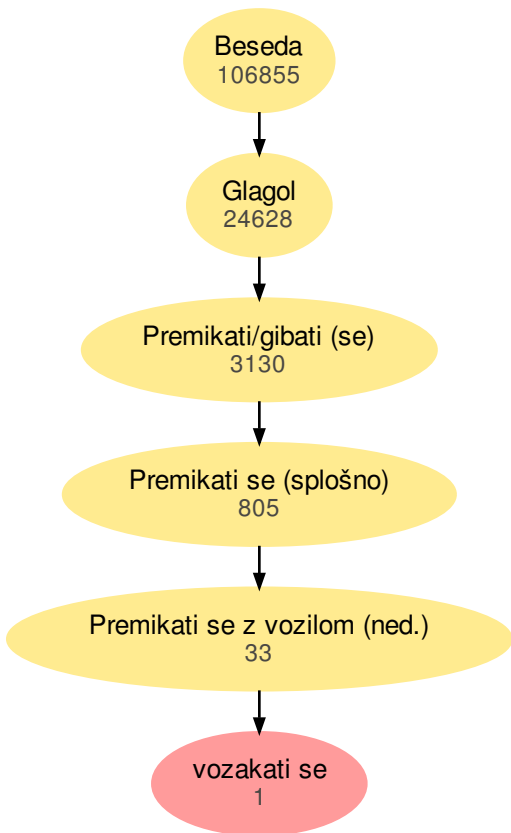 Beseda
106855
Glagol
24628
Premikati/gibati (se)
3130
Premikati se (splošno)
805
Premikati se z vozilom (ned.)
33
vozakati se
1